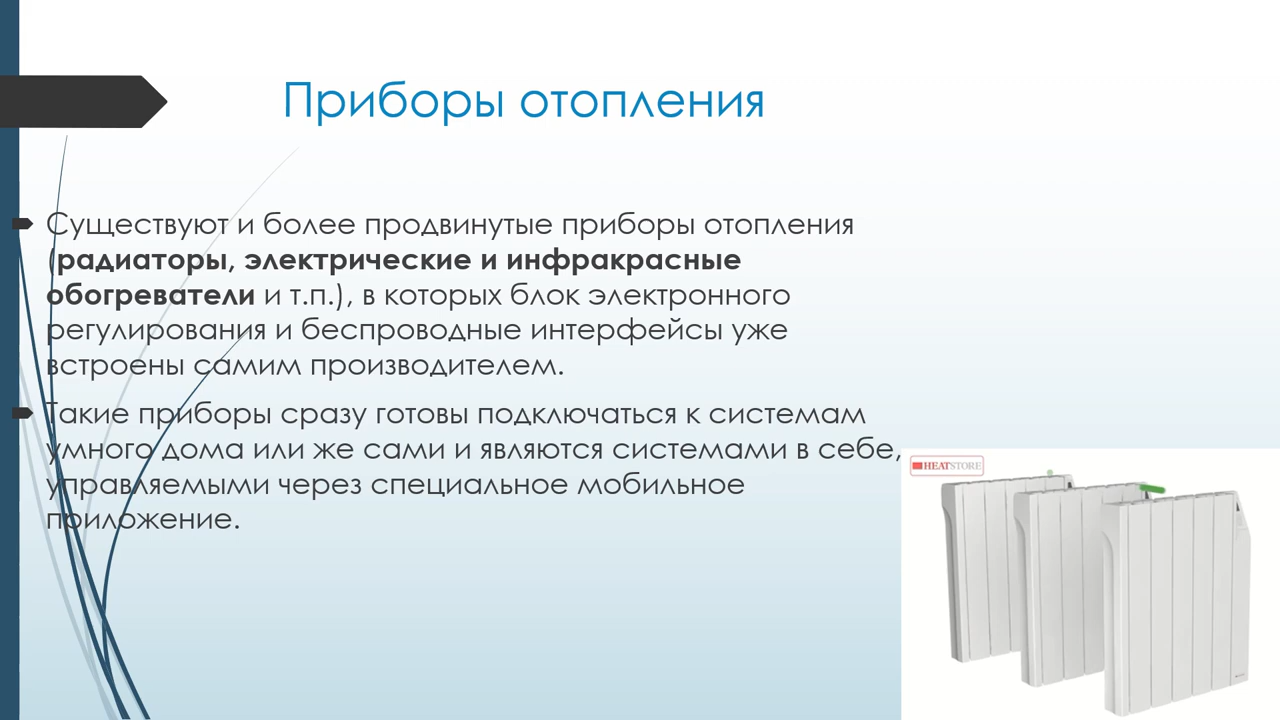 Приборы отопления
Существуют и более продвинутые приборы отопления
(радиаторы, электрические и инфракрасные
обогреватели и т.п.), в которых блок электронного
регулирования и беспроводные интерфейсы уже
встроены самим производителем.
Такие приборы сразу готовы подключаться к системам
умного дома или же сами и являются системами в себе,
управляемыми через специальное мобильное
приложение.
HEATSTORE